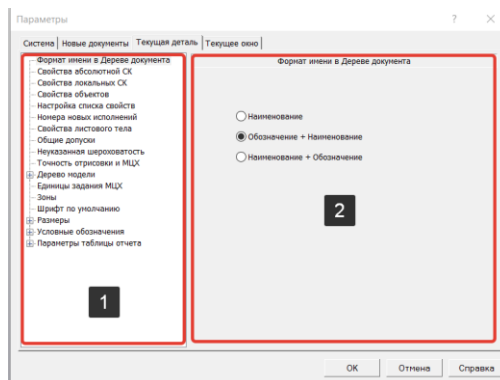 Параметры
? ×
Система Новые документы Текущая деталь Текущее окно
Формат имени в Дереве документа
Свойства абсолютной СК
Свойства локальных СК
Свойства объектов
Настройка списка свойств
Номера новых исполнений
Свойства листового тела
Общие допуски
Неуказанная шероховатость
Точность отрисовки и МЦХ
Дерево модели
Единицы задания МЦХ
Зоны
Шрифт по умолчанию
Размеры
Условные обозначения
Параметры таблицы отчета
1
Формат имени в Дереве документа
Наименование
Обозначение + Наименование
Наименование + Обозначение
2
ОК Отмена Справка